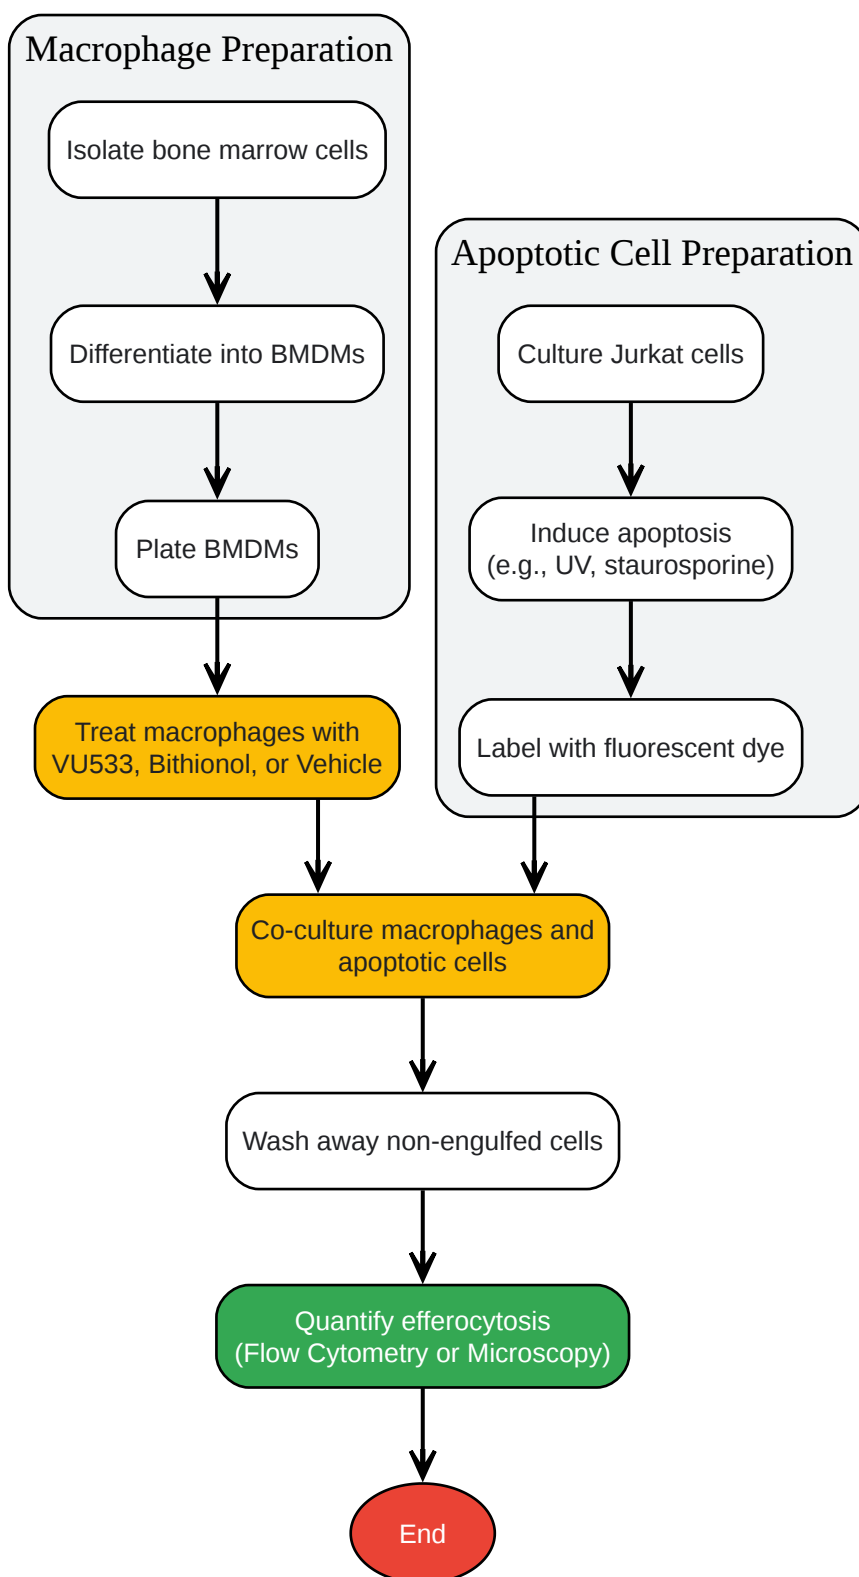 Macrophage Preparation
Isolate bone marrow cells
Differentiate into BMDMs
Plate BMDMs
Apoptotic Cell Preparation
Culture Jurkat cells
Induce apoptosis
(e.g., UV, staurosporine)
Label with fluorescent dye
Treat macrophages with
VU533, Bithionol, or Vehicle
Co-culture macrophages and
apoptotic cells
Wash away non-engulfed cells
Quantify efferocytosis
(Flow Cytometry or Microscopy)
End